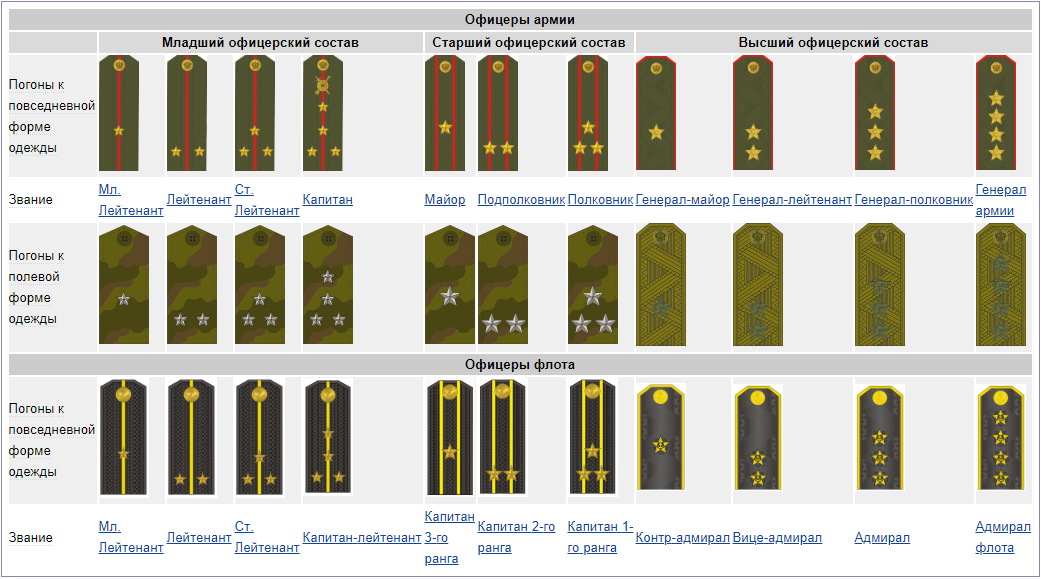 Офицеры армии
Младший офицерский состав Старший офицерский состав Высший офицерский состав
Погоны к
повседневной
форме
одежды
Звание
Мл.
Лейтенант
Лейтенант
Ст.
Лейтенант
Капитан
Майор
Подполковник
Полковник
Генерал-майор
Генерал-лейтенант
Генерал-полковник
Генерал
армии
Погоны к
полевой
форме
одежды
Офицеры флота
Погоны к
повседневной
форме
одежды
Звание
Мл.
Лейтенант
Лейтенант
Ст.
Лейтенант
Капитан-лейтенант
Капитан
3-го
ранга
Капитан 2-го
ранга
Капитан 1-
го ранга
Контр-адмирал
Вице-адмирал
Адмирал
Адмирал
флота